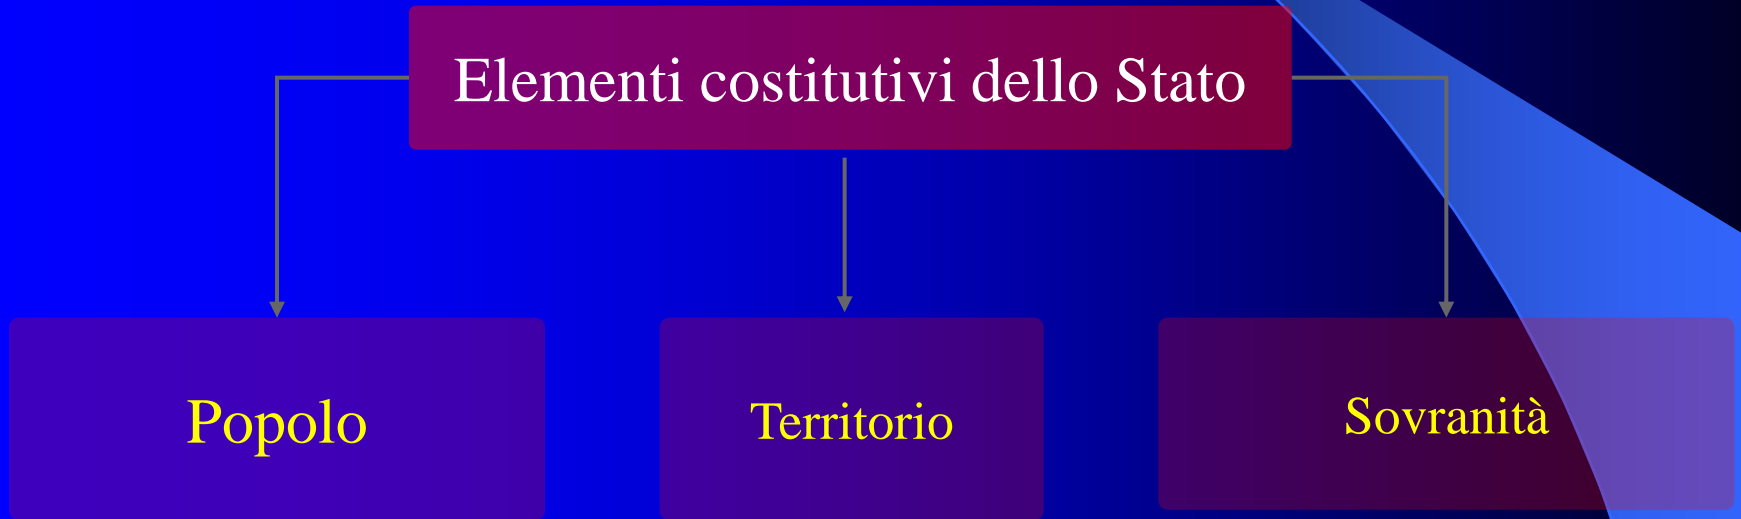 Elementi costitutivi dello Stato
Popolo
Territorio
Sovranità